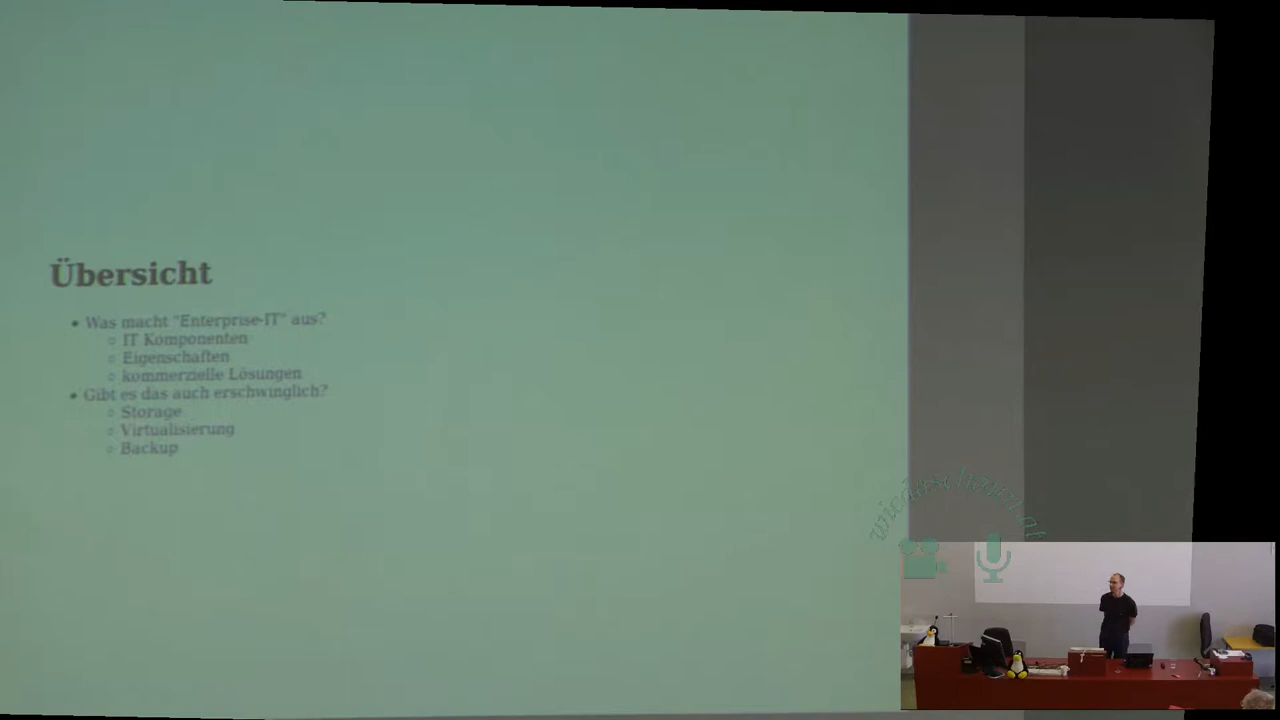 Übersicht
• Was macht "Enterprise-IT" aus?
○ IT Komponenten
○ Eigenschaften
○ kommerzielle Lösungen
• Gibt es das auch erschwinglich?
○ Storage
○ Virtualisierung
○ Backup